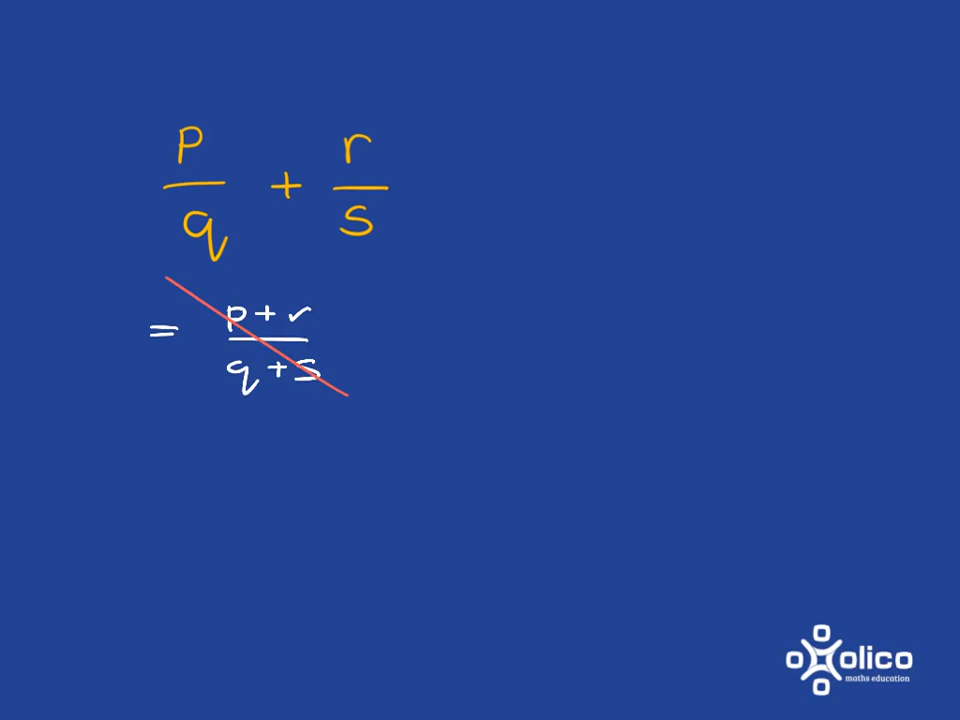 p/q + r/s
= p+r/q+s
olico
maths education